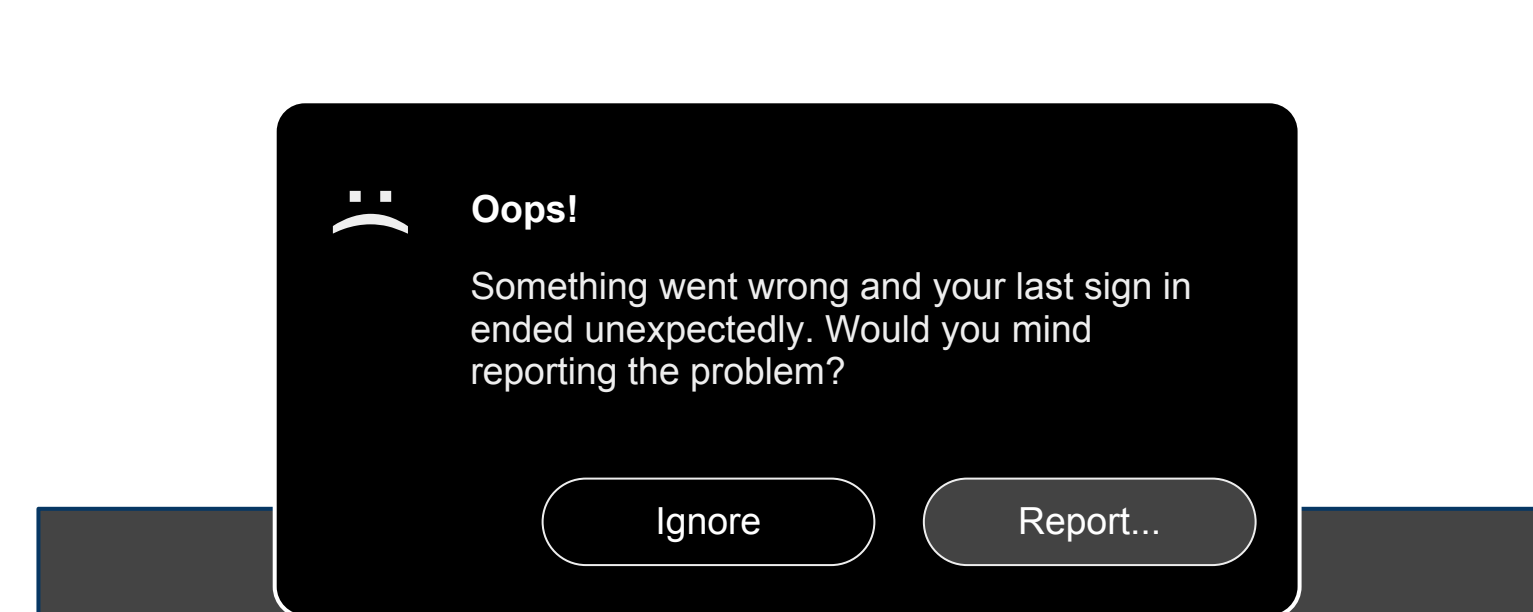 Oops!
Something went wrong and your last sign in
ended unexpectedly. Would you mind
reporting the problem?
Ignore
Report...